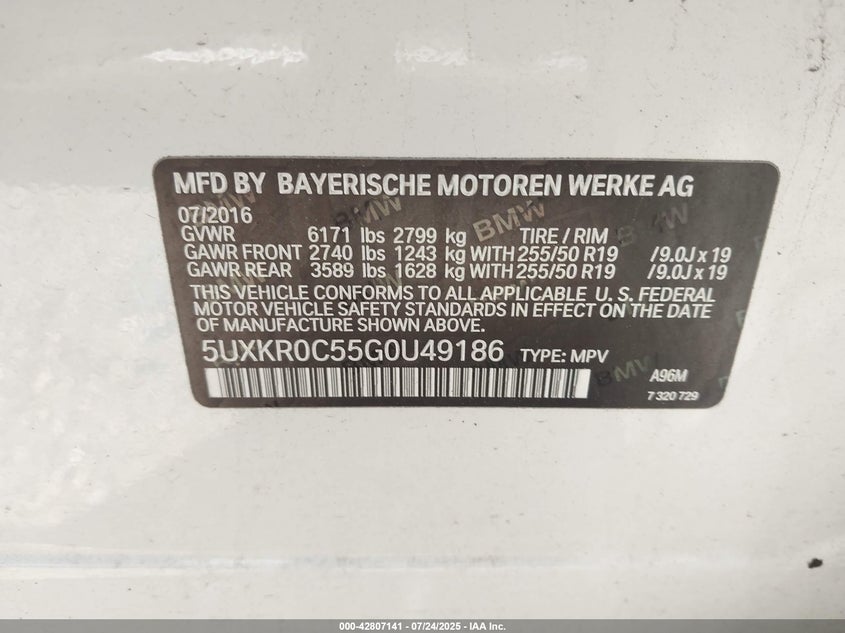 MFD BY BAYERISCHE MOTOREN WERKE AG
07/2016
GVWR 6171 lbs 2799 kg TIRE / RIM
GAWR FRONT 2740 lbs 1243 kg WITH 255/50 R19 /9.0J x 19
GAWR REAR 3589 lbs 1628 kg WITH 255/50 R19 /9.0J x 19
THIS VEHICLE CONFORMS TO ALL APPLICABLE U. S. FEDERAL
MOTOR VEHICLE SAFETY STANDARDS IN EFFECT ON THE DATE
OF MANUFACTURE SHOWN ABOVE.
5UXKR0C55G0U49186 TYPE: MPV
A96M
7 320 729
000-42807141 - 07/24/2025 - IAA Inc.